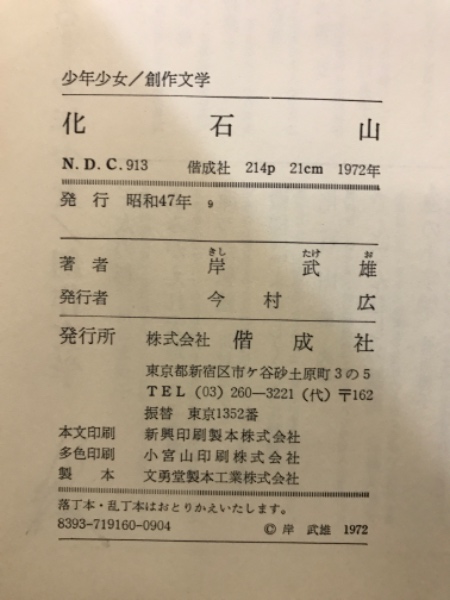 少年少女/創作文学
化石山
N.D.C.913 偕成社 214p 21cm 1972年
発行 昭和47年 9
著者 岸 武雄
きし たけ お
発行者 今村広
発行所 株式会社 偕成社
東京都新宿区市ケ谷砂土原町3の5
TEL (03) 260—3221 (代) 〒162
振替 東京1352番
本文印刷 新興印刷製本株式会社
多色印刷 小宮山印刷株式会社
製本 文勇堂製本工業株式会社
落丁本・乱丁本はおとりかえいたします。
8393-719160-0904
© 岸 武雄 1972